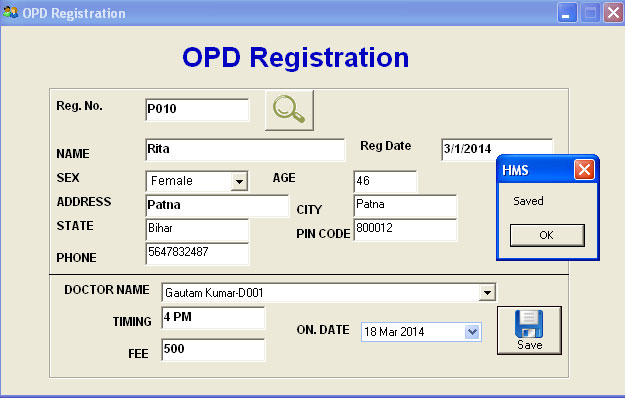 OPD Registration
OPD Registration
Reg. No. P010
NAME Rita Reg Date 3/1/2014
SEX Female AGE 46
ADDRESS Patna CITY Patna
STATE Bihar PIN CODE 800012
PHONE 5647832487
HMS
Saved
OK
DOCTOR NAME Gautam Kumar-D001
TIMING 4 PM ON. DATE 18 Mar 2014
FEE 500
Save